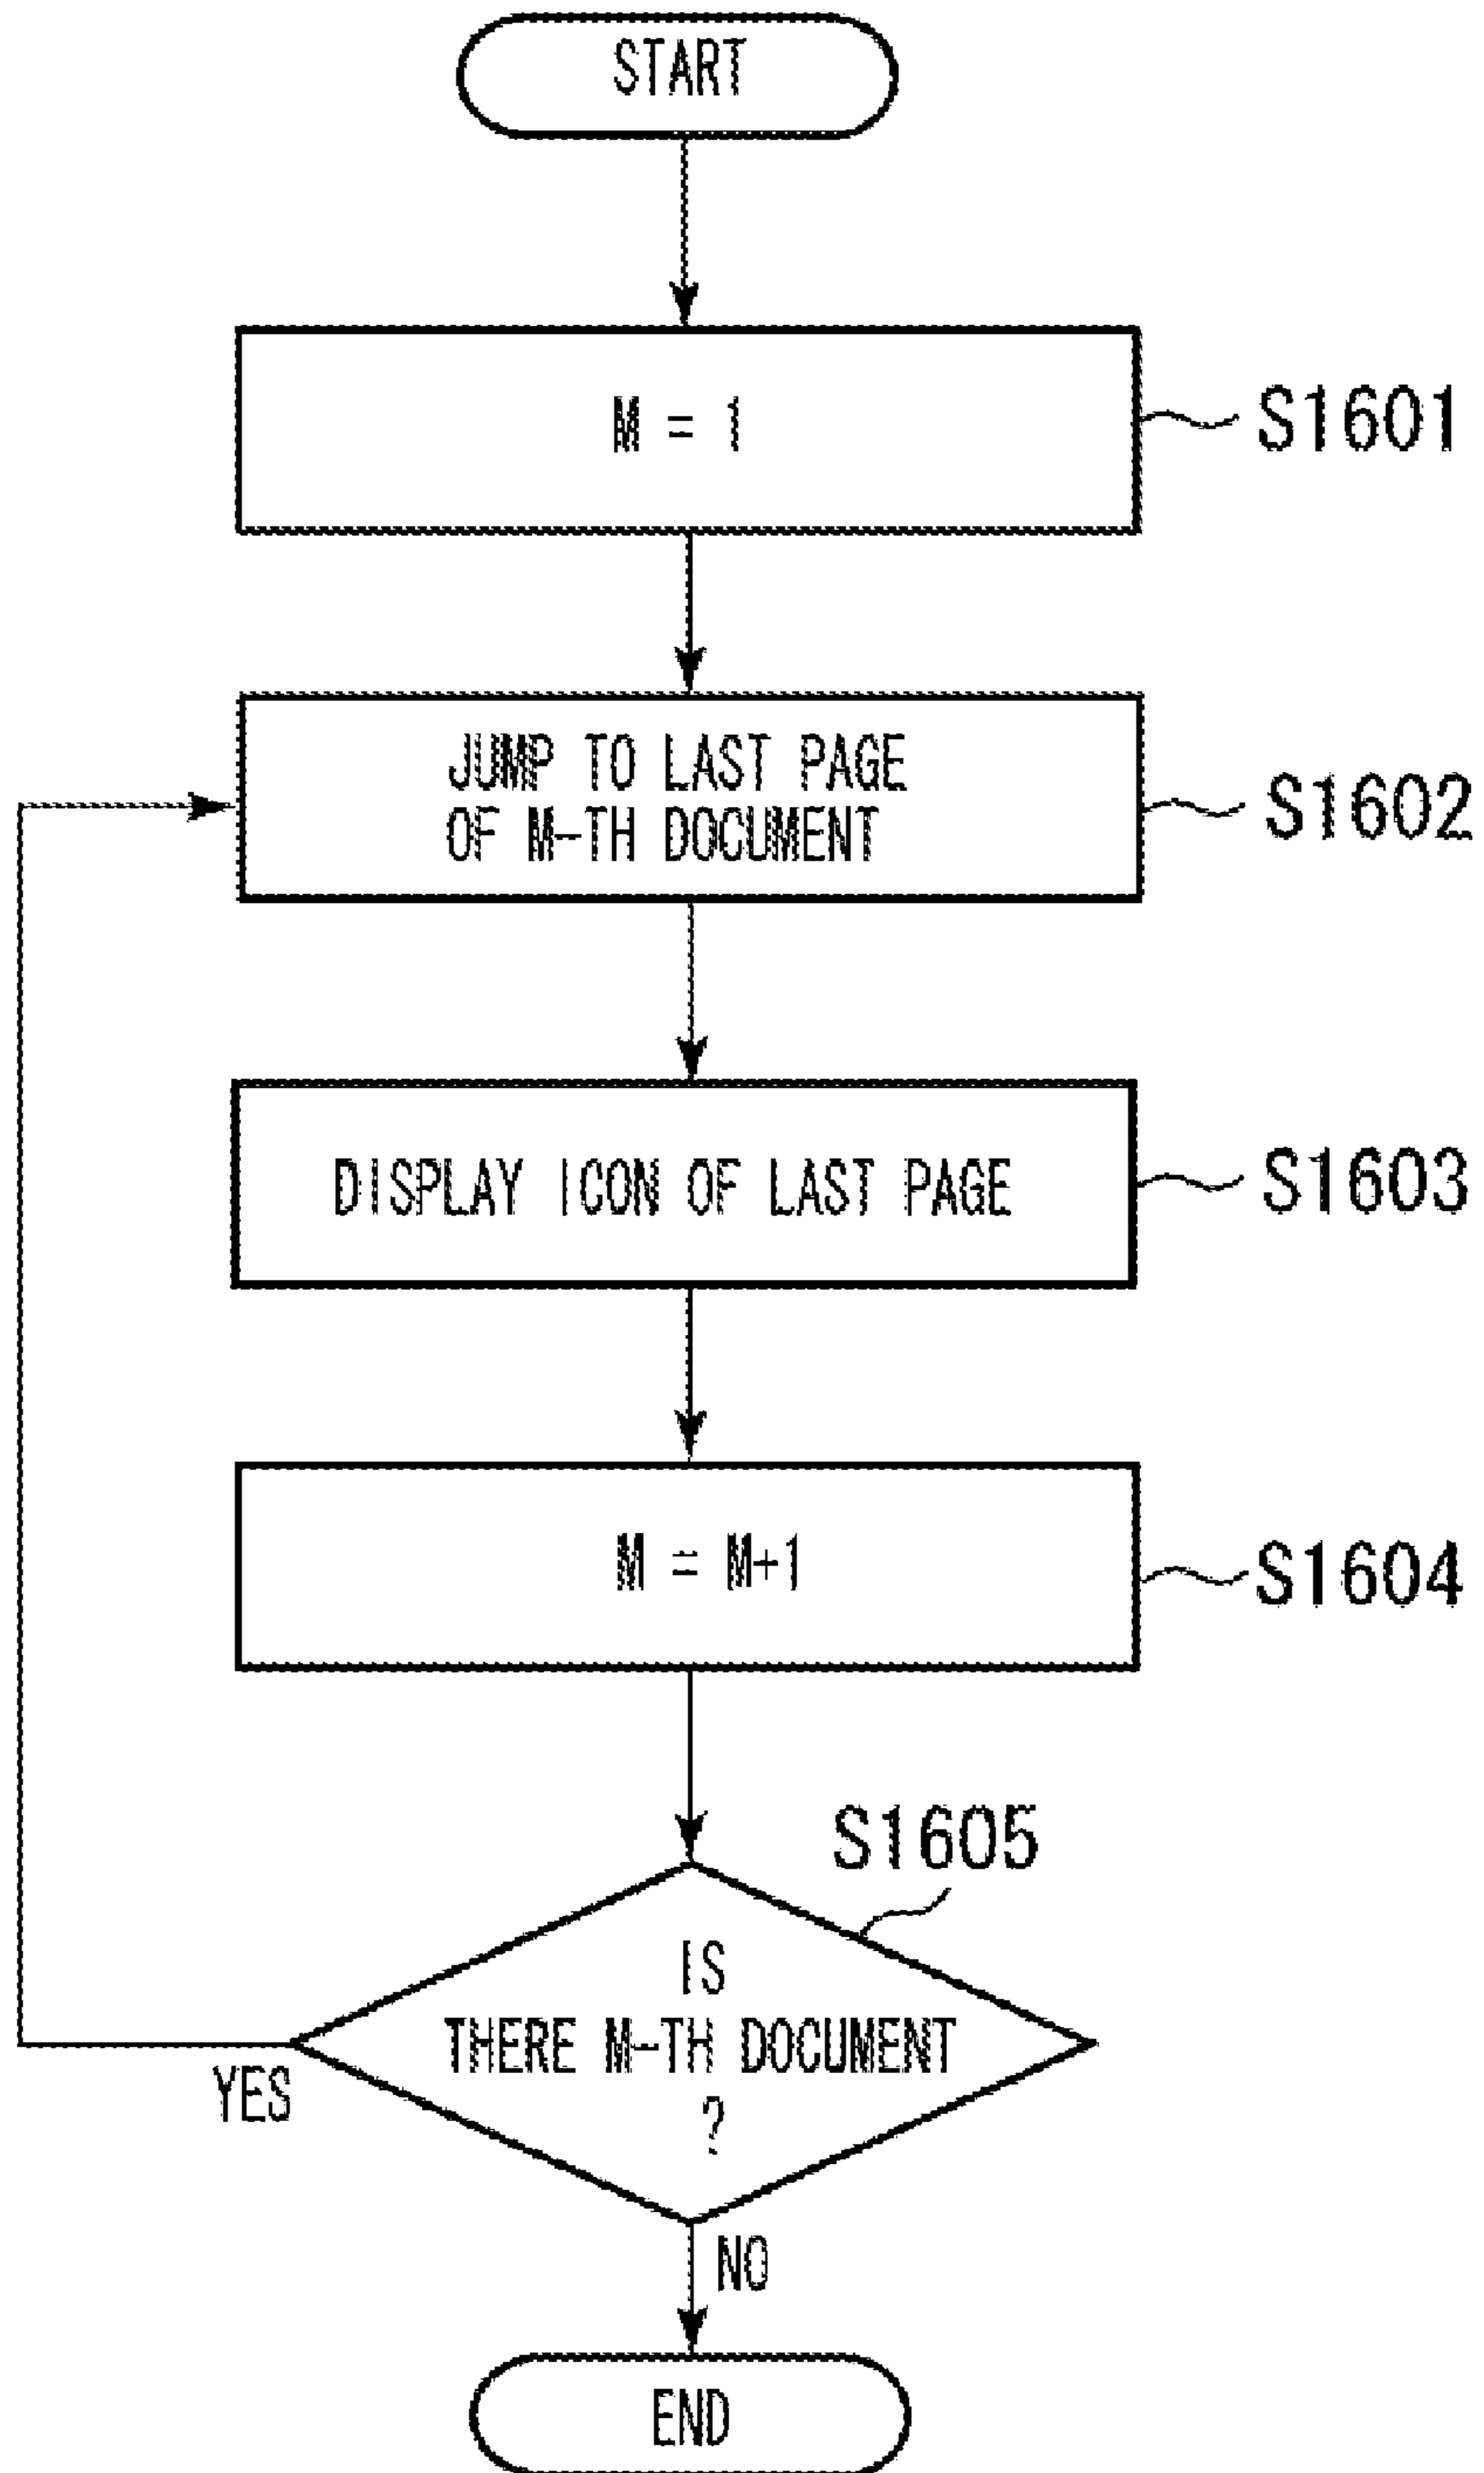 START
M = 1
S1601
JUMP TO LAST PAGE
OF M-TH DOCUMENT
S1602
DISPLAY ICON OF LAST PAGE
S1603
M = M+1
S1604
S1605
IS
THERE M-TH DOCUMENT
?
YES
NO
END